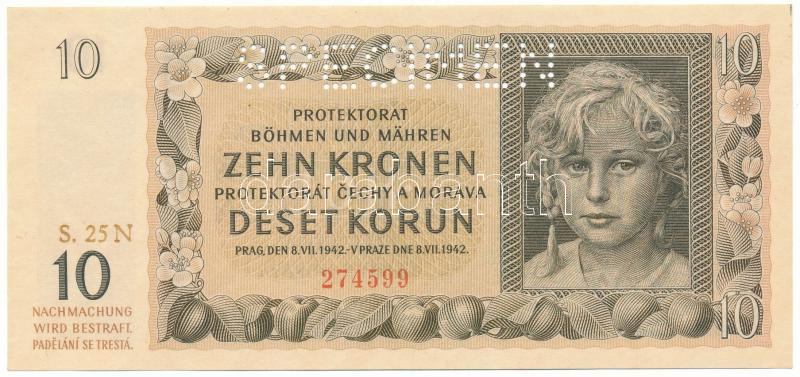 SPECIMEN
10
10
PROTEKTORAT
BÖHMEN UND MÄHREN
ZEHN KRONEN
PROTEKTORÁT ČECHY A MORAVA
DESET KORUN
PRAG, DEN 8. VII. 1942.-V PRAZE DNE 8. VII. 1942.
274599
S. 25 N
10
NACHMACHUNG
WIRD BESTRAFT.
PADĚLÁNÍ SE TRESTÁ.
10
darabanth